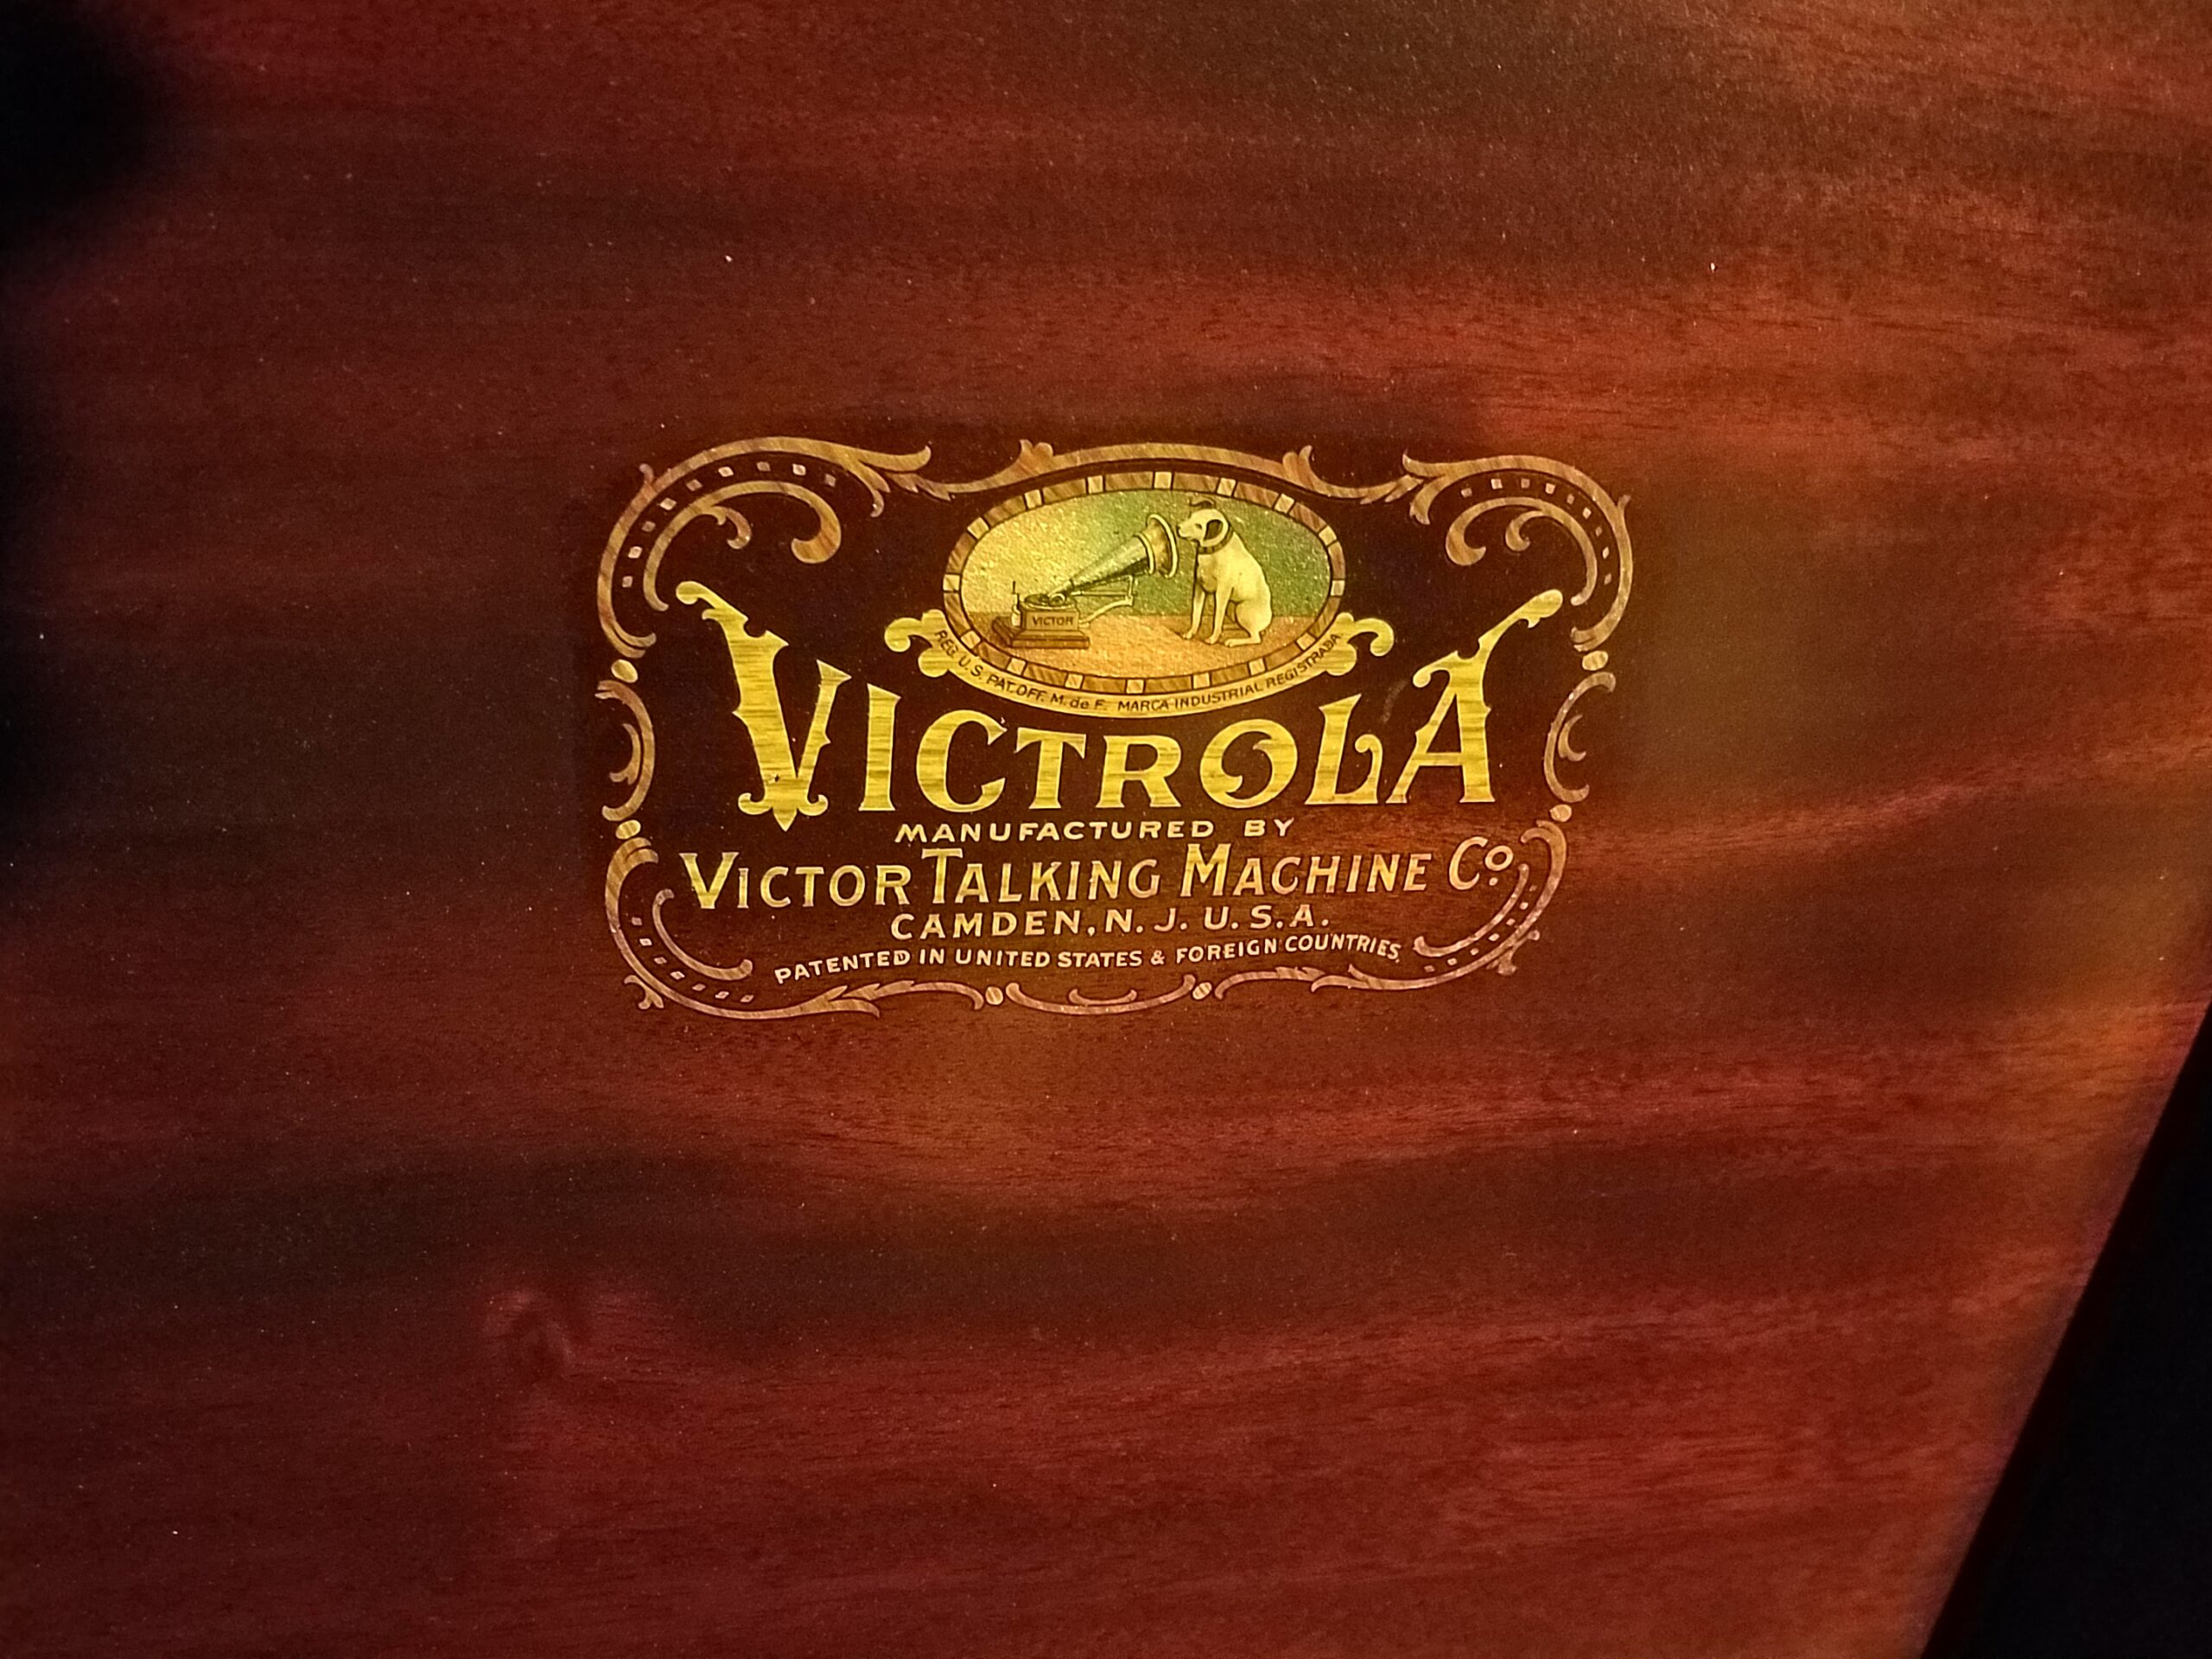 VICTOR
REG. U.S. PAT. OFF. M. de F. MARCA INDUSTRIAL REGISTRADA
VICTROLA
MANUFACTURED BY
VICTOR TALKING MACHINE Co.
CAMDEN, N. J. U. S. A.
PATENTED IN UNITED STATES & FOREIGN COUNTRIES.